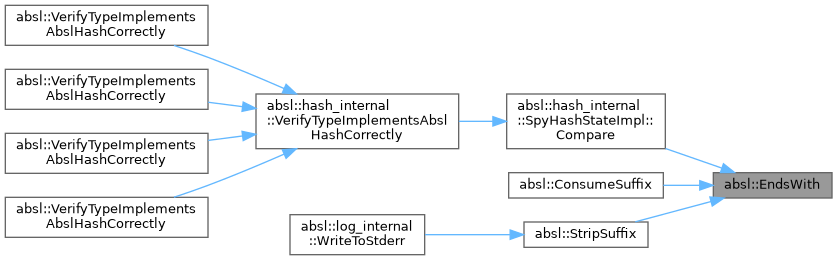 absl::VerifyTypeImplements
AbslHashCorrectly
absl::VerifyTypeImplements
AbslHashCorrectly
absl::VerifyTypeImplements
AbslHashCorrectly
absl::VerifyTypeImplements
AbslHashCorrectly
absl::hash_internal
::VerifyTypeImplementsAbsl
HashCorrectly
absl::log_internal
::WriteToStderr
absl::hash_internal
::SpyHashStateImpl::
Compare
absl::ConsumeSuffix
absl::StripSuffix
absl::EndsWith